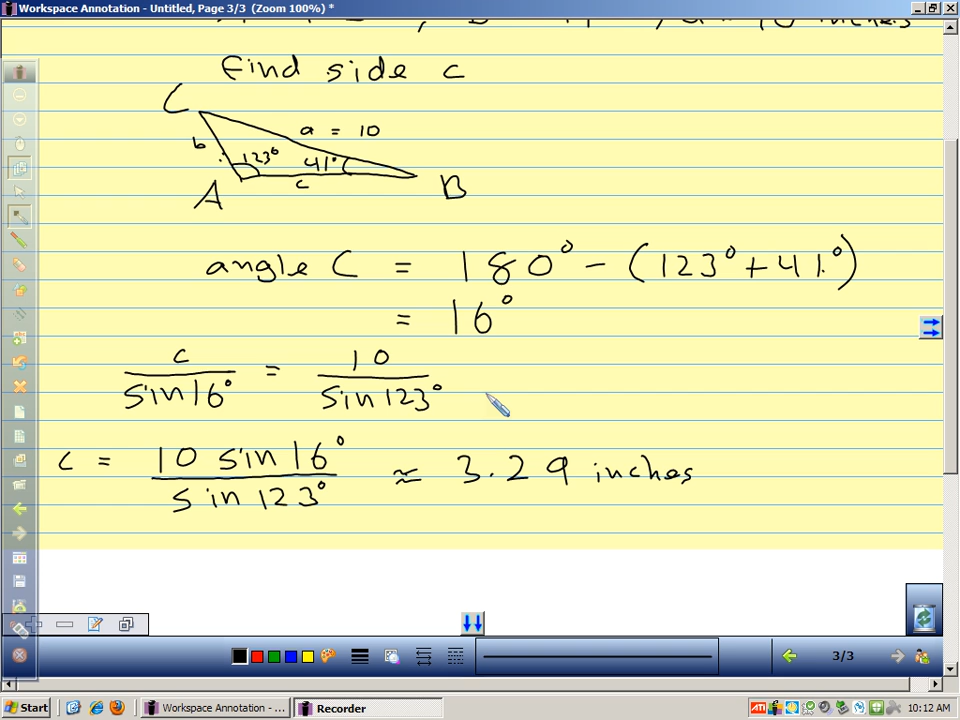 Workspace Annotation - Untitled, Page 3/3 (Zoom 100%) *
inches
find side c
C
a = 10
b
123°
41°
c
A
B
angle C = 180° - (123° + 41°)
= 16°
c / sin 16° = 10 / sin 123°
c = 10 sin 16° / sin 123° ≈ 3.29 inches
3/3
Start
Workspace Annotation - ...
Recorder
ATI
10:12 AM